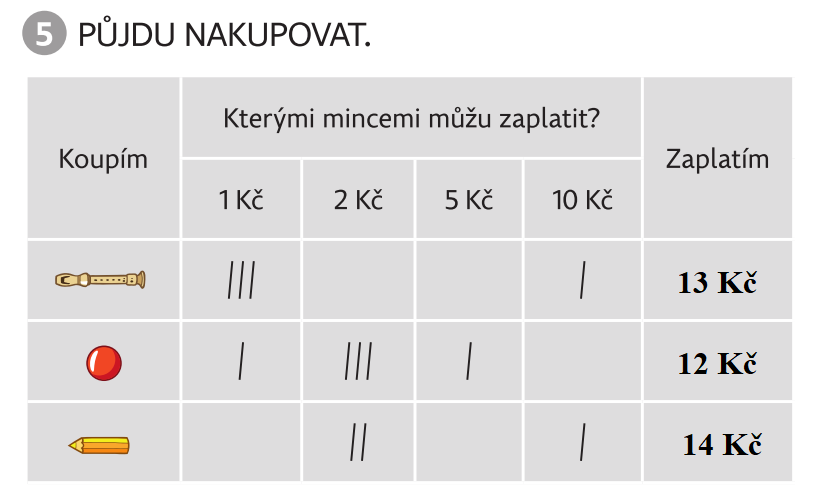 5 PŮJDU NAKUPOVAT.
Koupím
Kterými mincemi můžu zaplatit?
Zaplatím
1 Kč 2 Kč 5 Kč 10 Kč
||| | 13 Kč
| ||| | 12 Kč
|| | 14 Kč